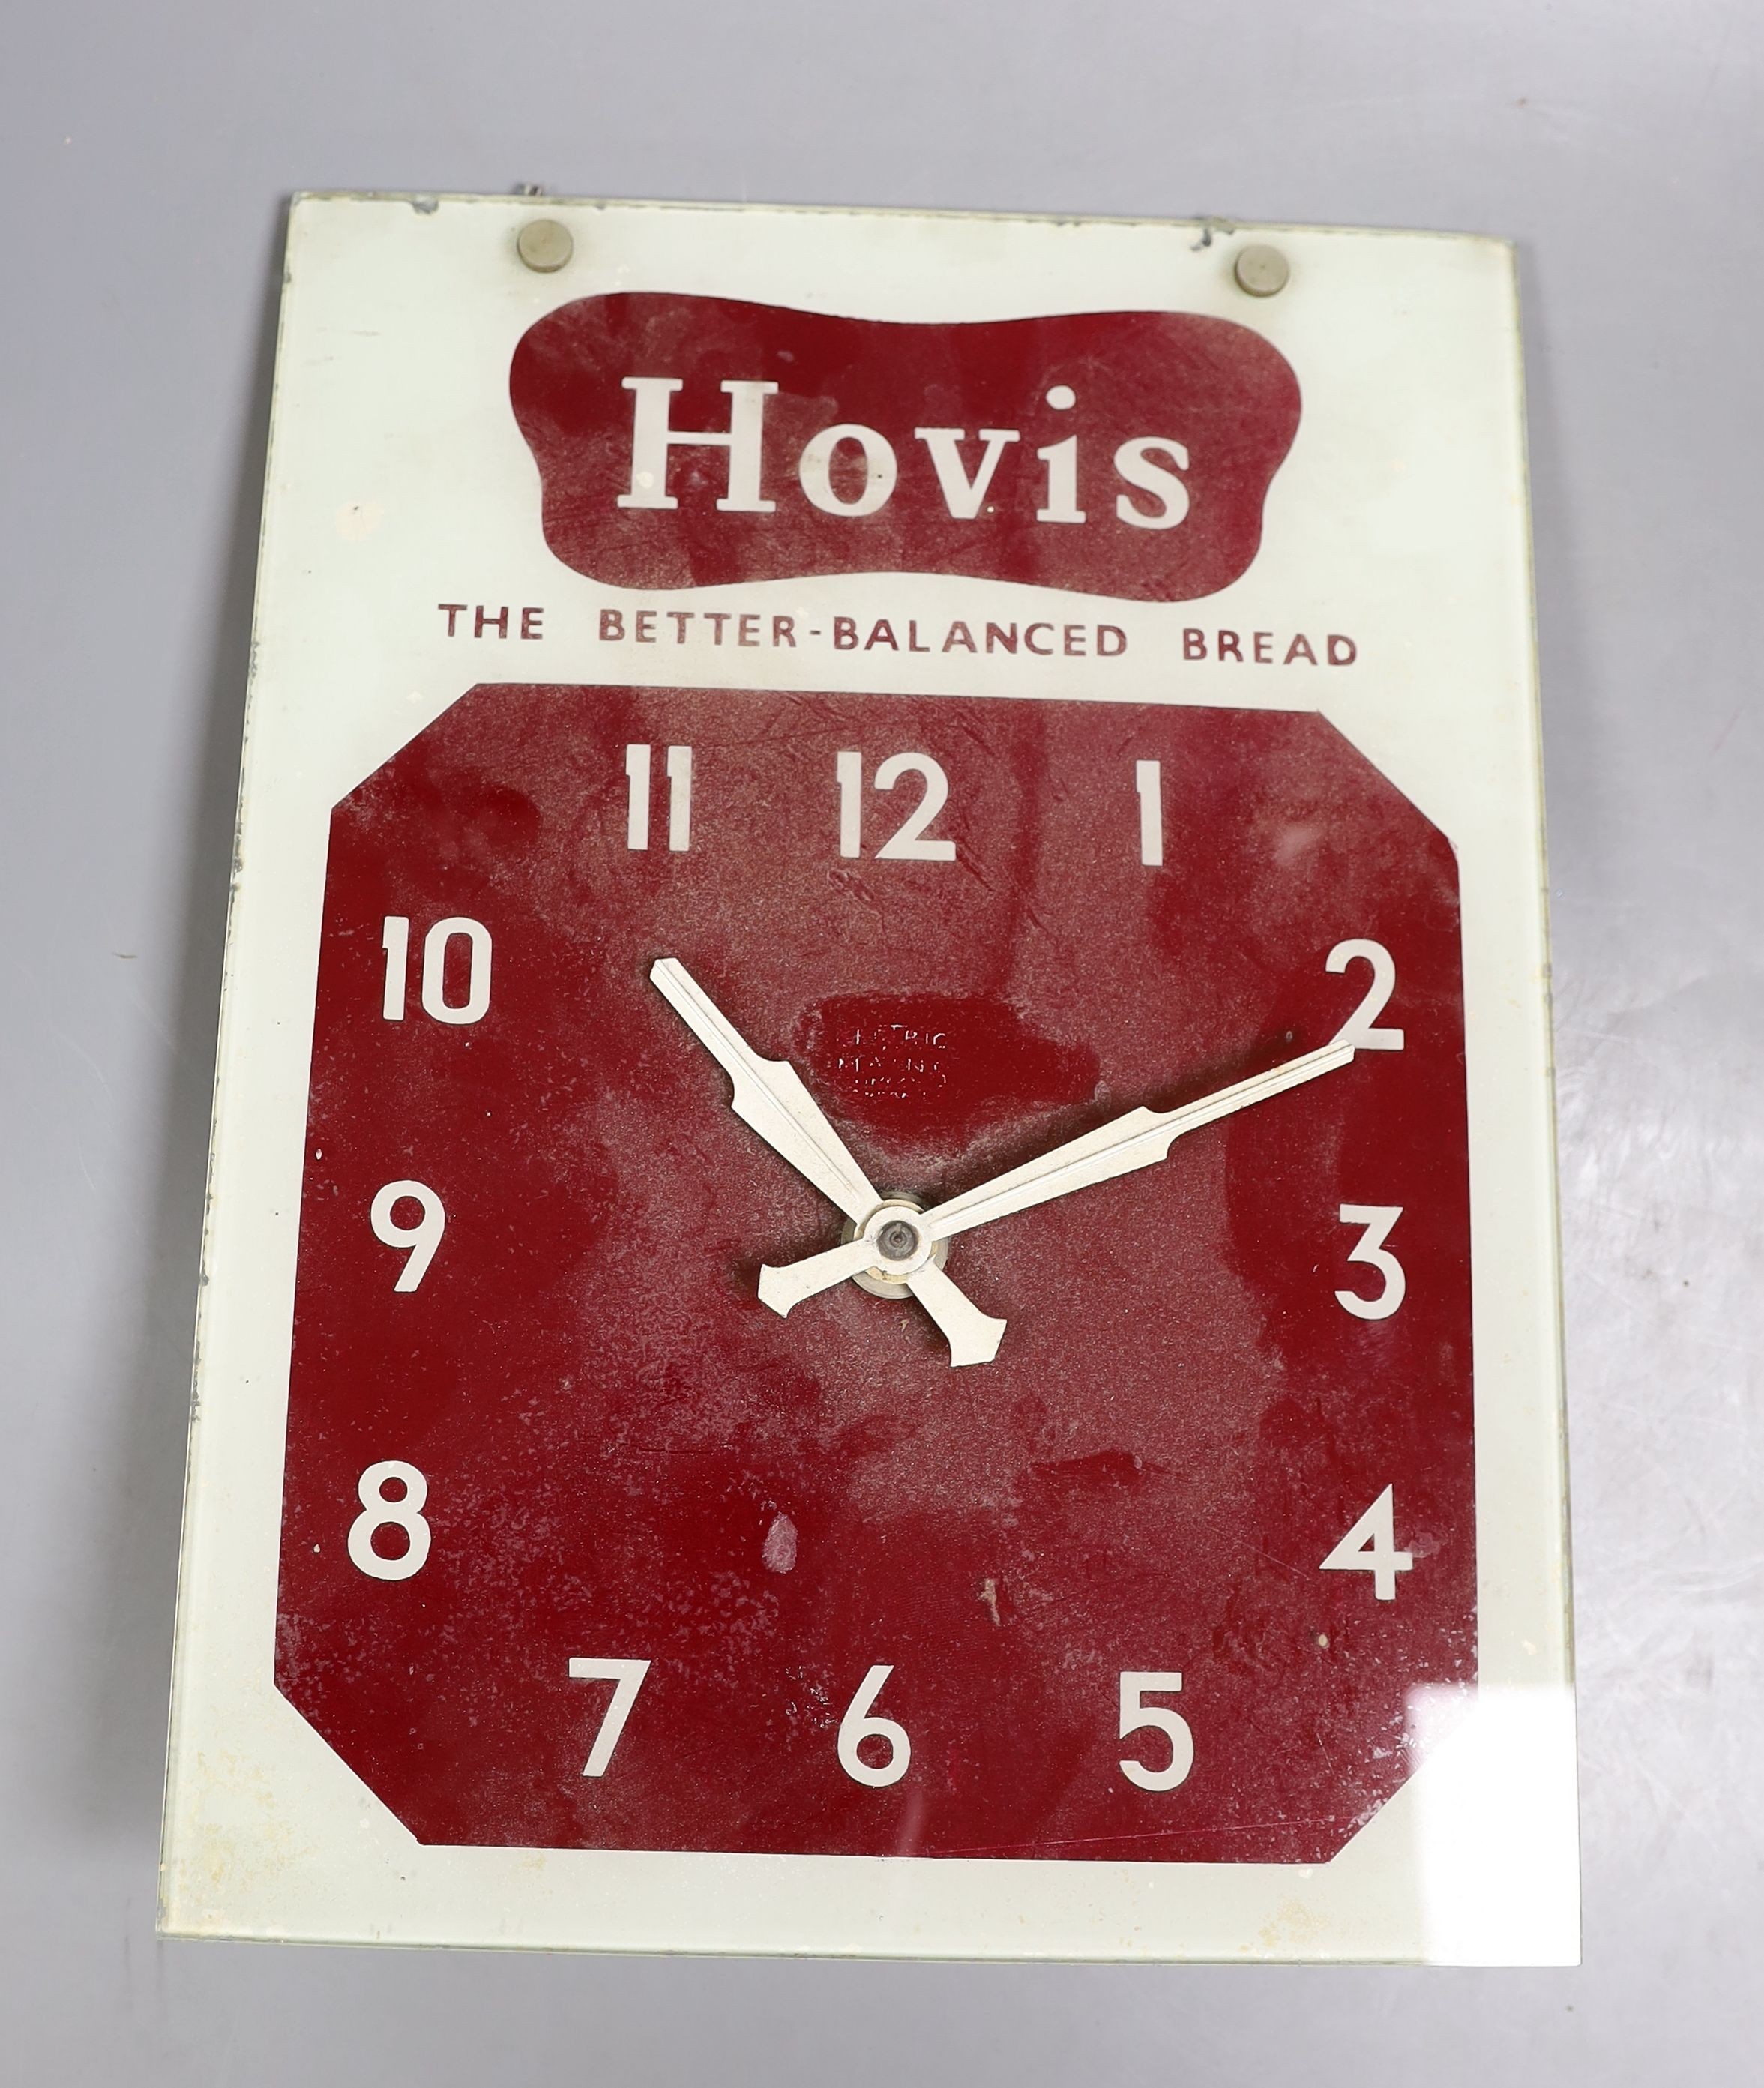 Hovis
THE BETTER-BALANCED BREAD
11 12 1
10 2
9 3
8 4
7 6 5